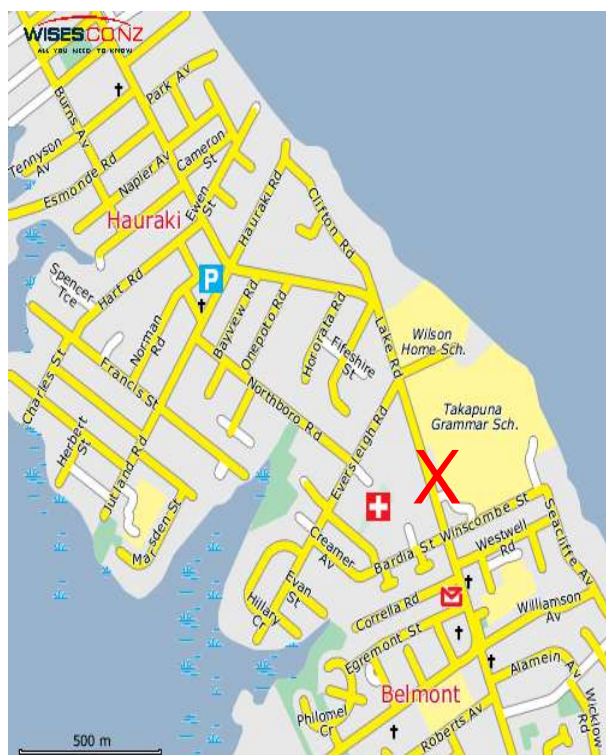 WISES.CO.NZ
ALL YOU NEED TO KNOW
Park Av
Burns Av
Tennyson
Av
Cameron
St
Napier Av
Esmonde Rd
Ewen
St
Hauraki Rd
Clifton Rd
Hauraki
P
Spencer
Tce
Hart Rd
Norman
Rd
Bayview Rd
Onepoto Rd
Hororata Rd
Fifeshire
St
Lake Rd
Wilson
Home Sch.
Charles St
Francis St
Northboro Rd
Eversleigh Rd
Takapuna
Grammar Sch.
Herbert
St
Jutland Rd
Marsden St
X
Creamer
Av
Bardia St
Winscombe St
Seacliffe Av
Westwell
Rd
Evan
St
Hillary
Cr
Corrella Rd
Egremont St
Williamson
Av
Belmont
Alamein Av
Philomel
Cr
Roberts Av
Wicklow
Rd
500 m